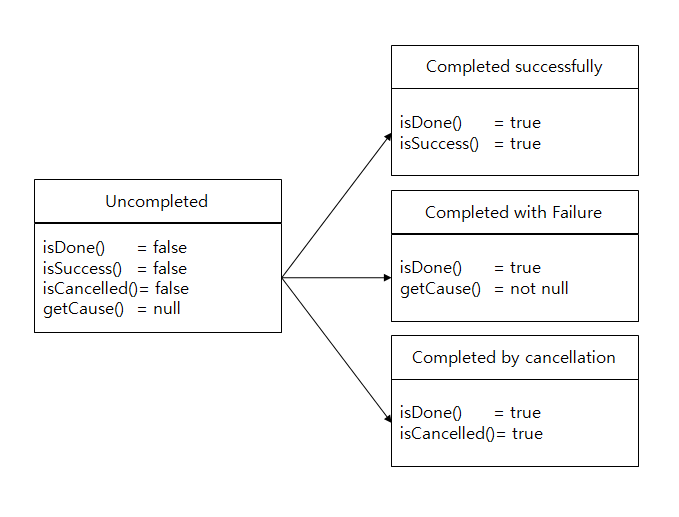 Uncompleted
isDone() = false
isSuccess() = false
isCancelled()= false
getCause() = null
Completed successfully
isDone() = true
isSuccess() = true
Completed with Failure
isDone() = true
getCause() = not null
Completed by cancellation
isDone() = true
isCancelled()= true